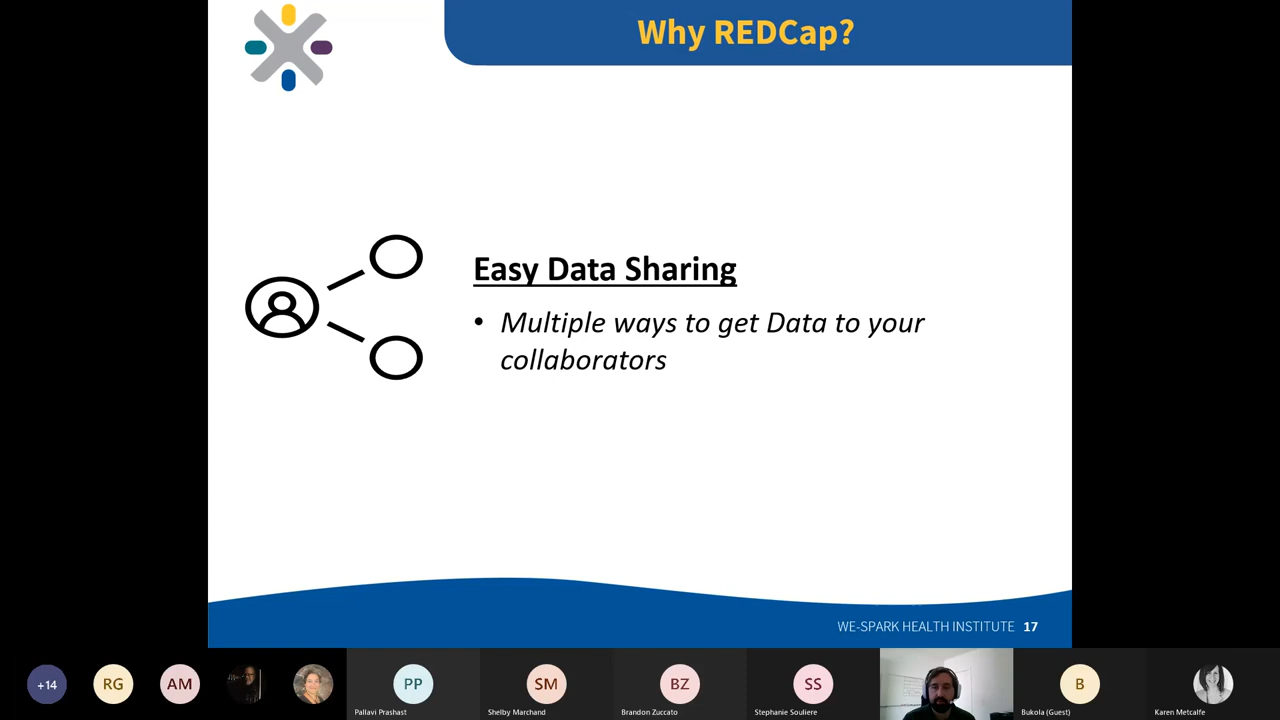 Why REDCap?
Easy Data Sharing
• Multiple ways to get Data to your
collaborators
WE-SPARK HEALTH INSTITUTE 17
+14
RG
AM
PP
SM
BZ
SS
B
Pallavi Prashast
Shelby Marchand
Brandon Zuccato
Stephanie Souliere
Bukola (Guest)
Karen Metcalfe